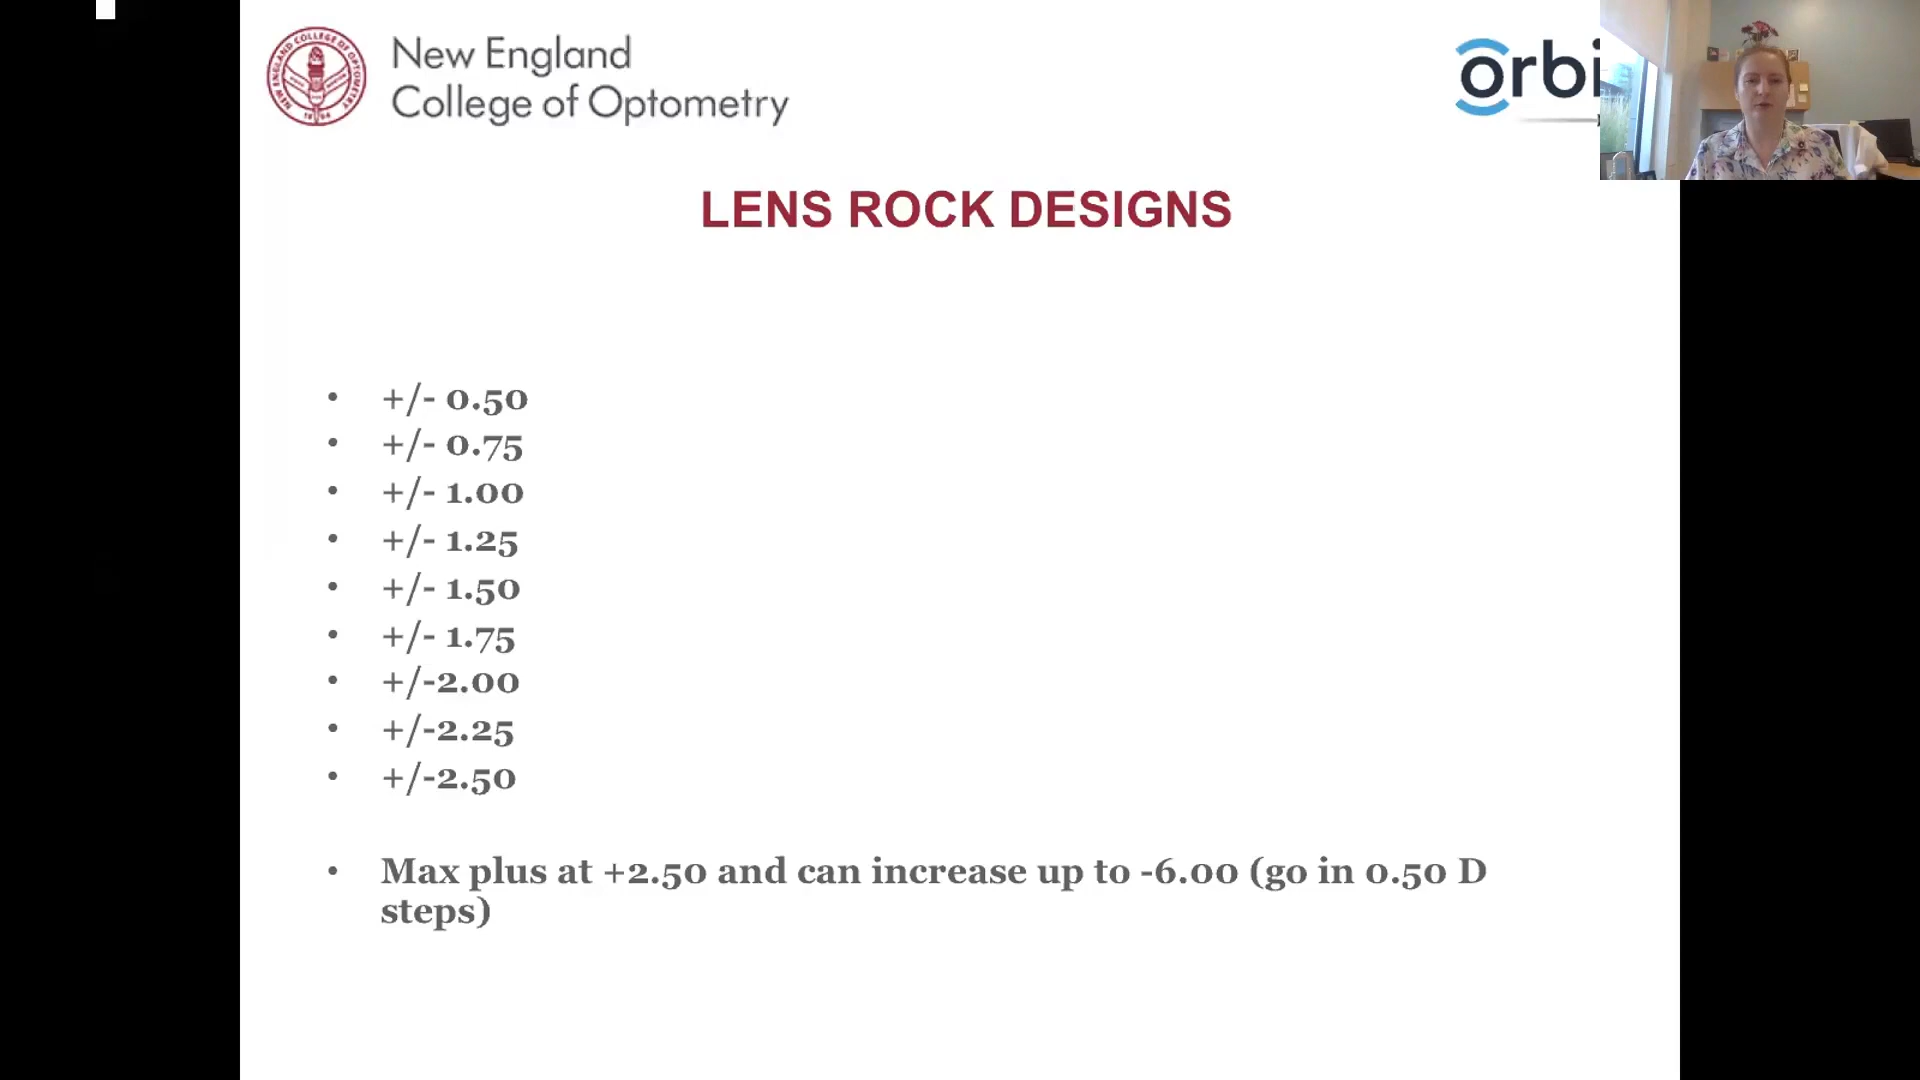 New England
College of Optometry
orbi
LENS ROCK DESIGNS
• +/- 0.50
• +/- 0.75
• +/- 1.00
• +/- 1.25
• +/- 1.50
• +/- 1.75
• +/-2.00
• +/-2.25
• +/-2.50
• Max plus at +2.50 and can increase up to -6.00 (go in 0.50 D
steps)